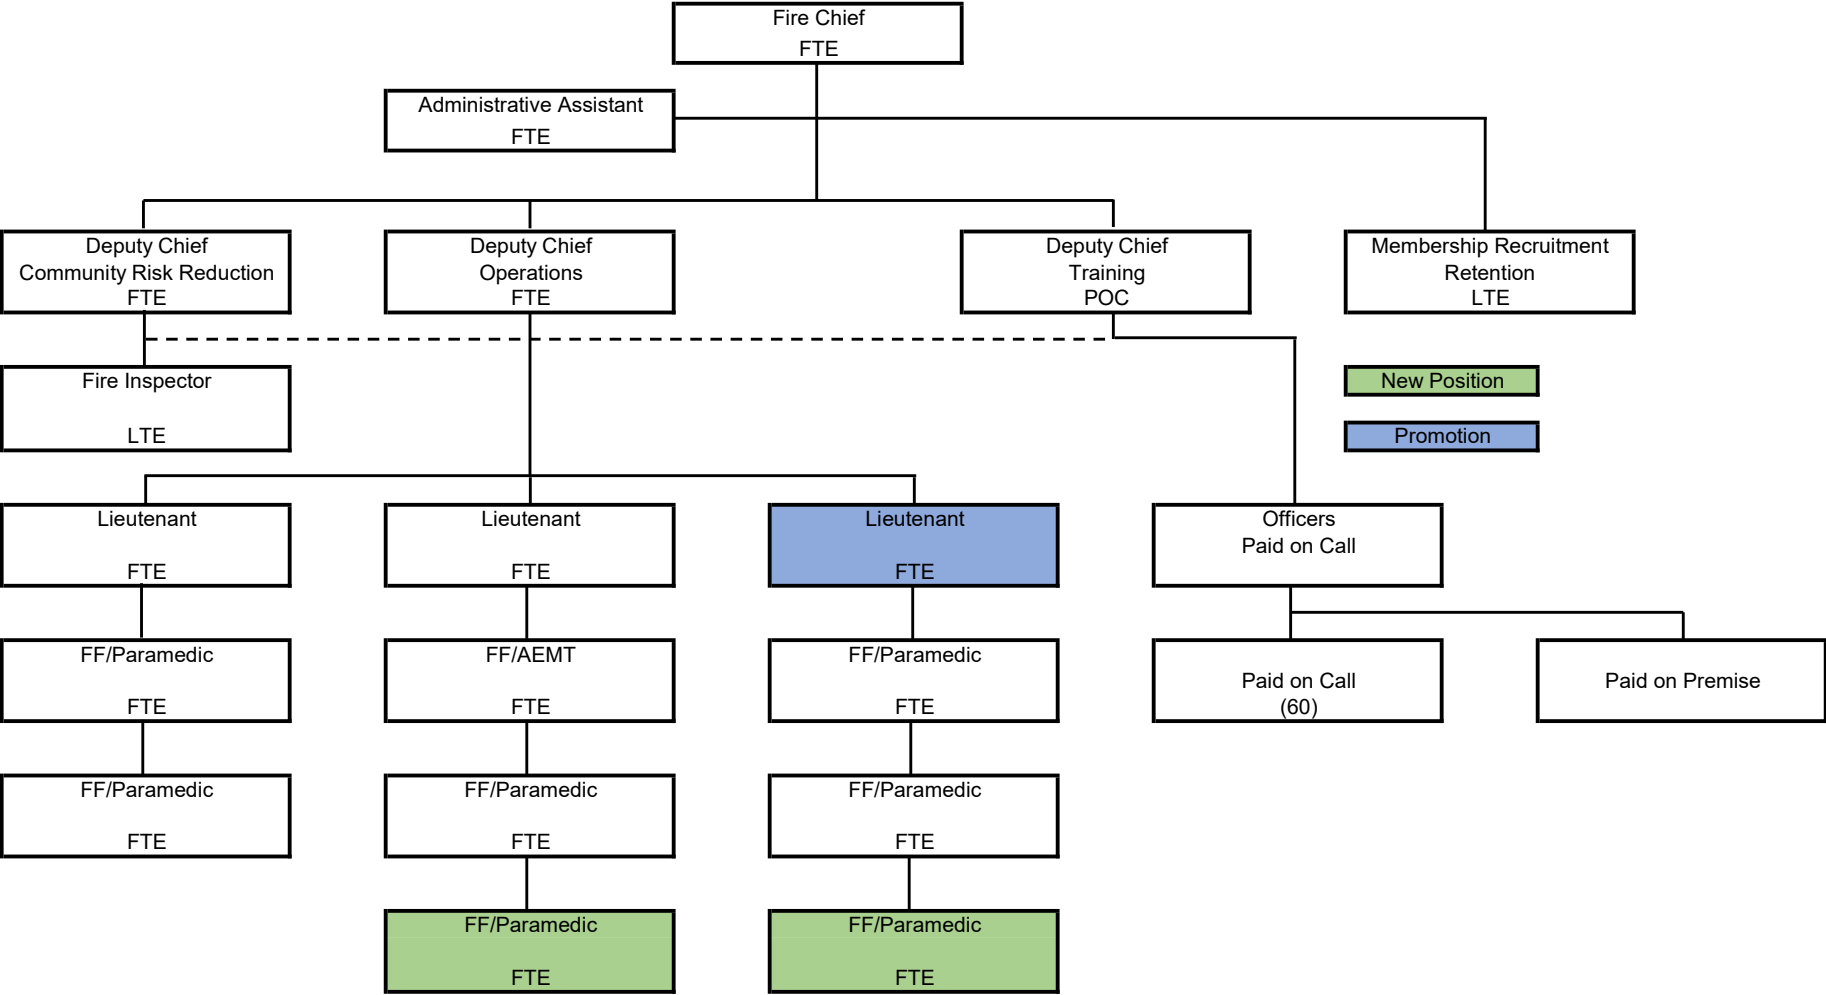 Fire Chief
FTE
Administrative Assistant
FTE
Deputy Chief
Community Risk Reduction
FTE
Deputy Chief
Operations
FTE
Deputy Chief
Training
POC
Membership Recruitment
Retention
LTE
Fire Inspector
LTE
New Position
Promotion
Lieutenant
FTE
Lieutenant
FTE
Lieutenant
FTE
Officers
Paid on Call
FF/Paramedic
FTE
FF/AEMT
FTE
FF/Paramedic
FTE
Paid on Call
(60)
Paid on Premise
FF/Paramedic
FTE
FF/Paramedic
FTE
FF/Paramedic
FTE
FF/Paramedic
FTE
FF/Paramedic
FTE